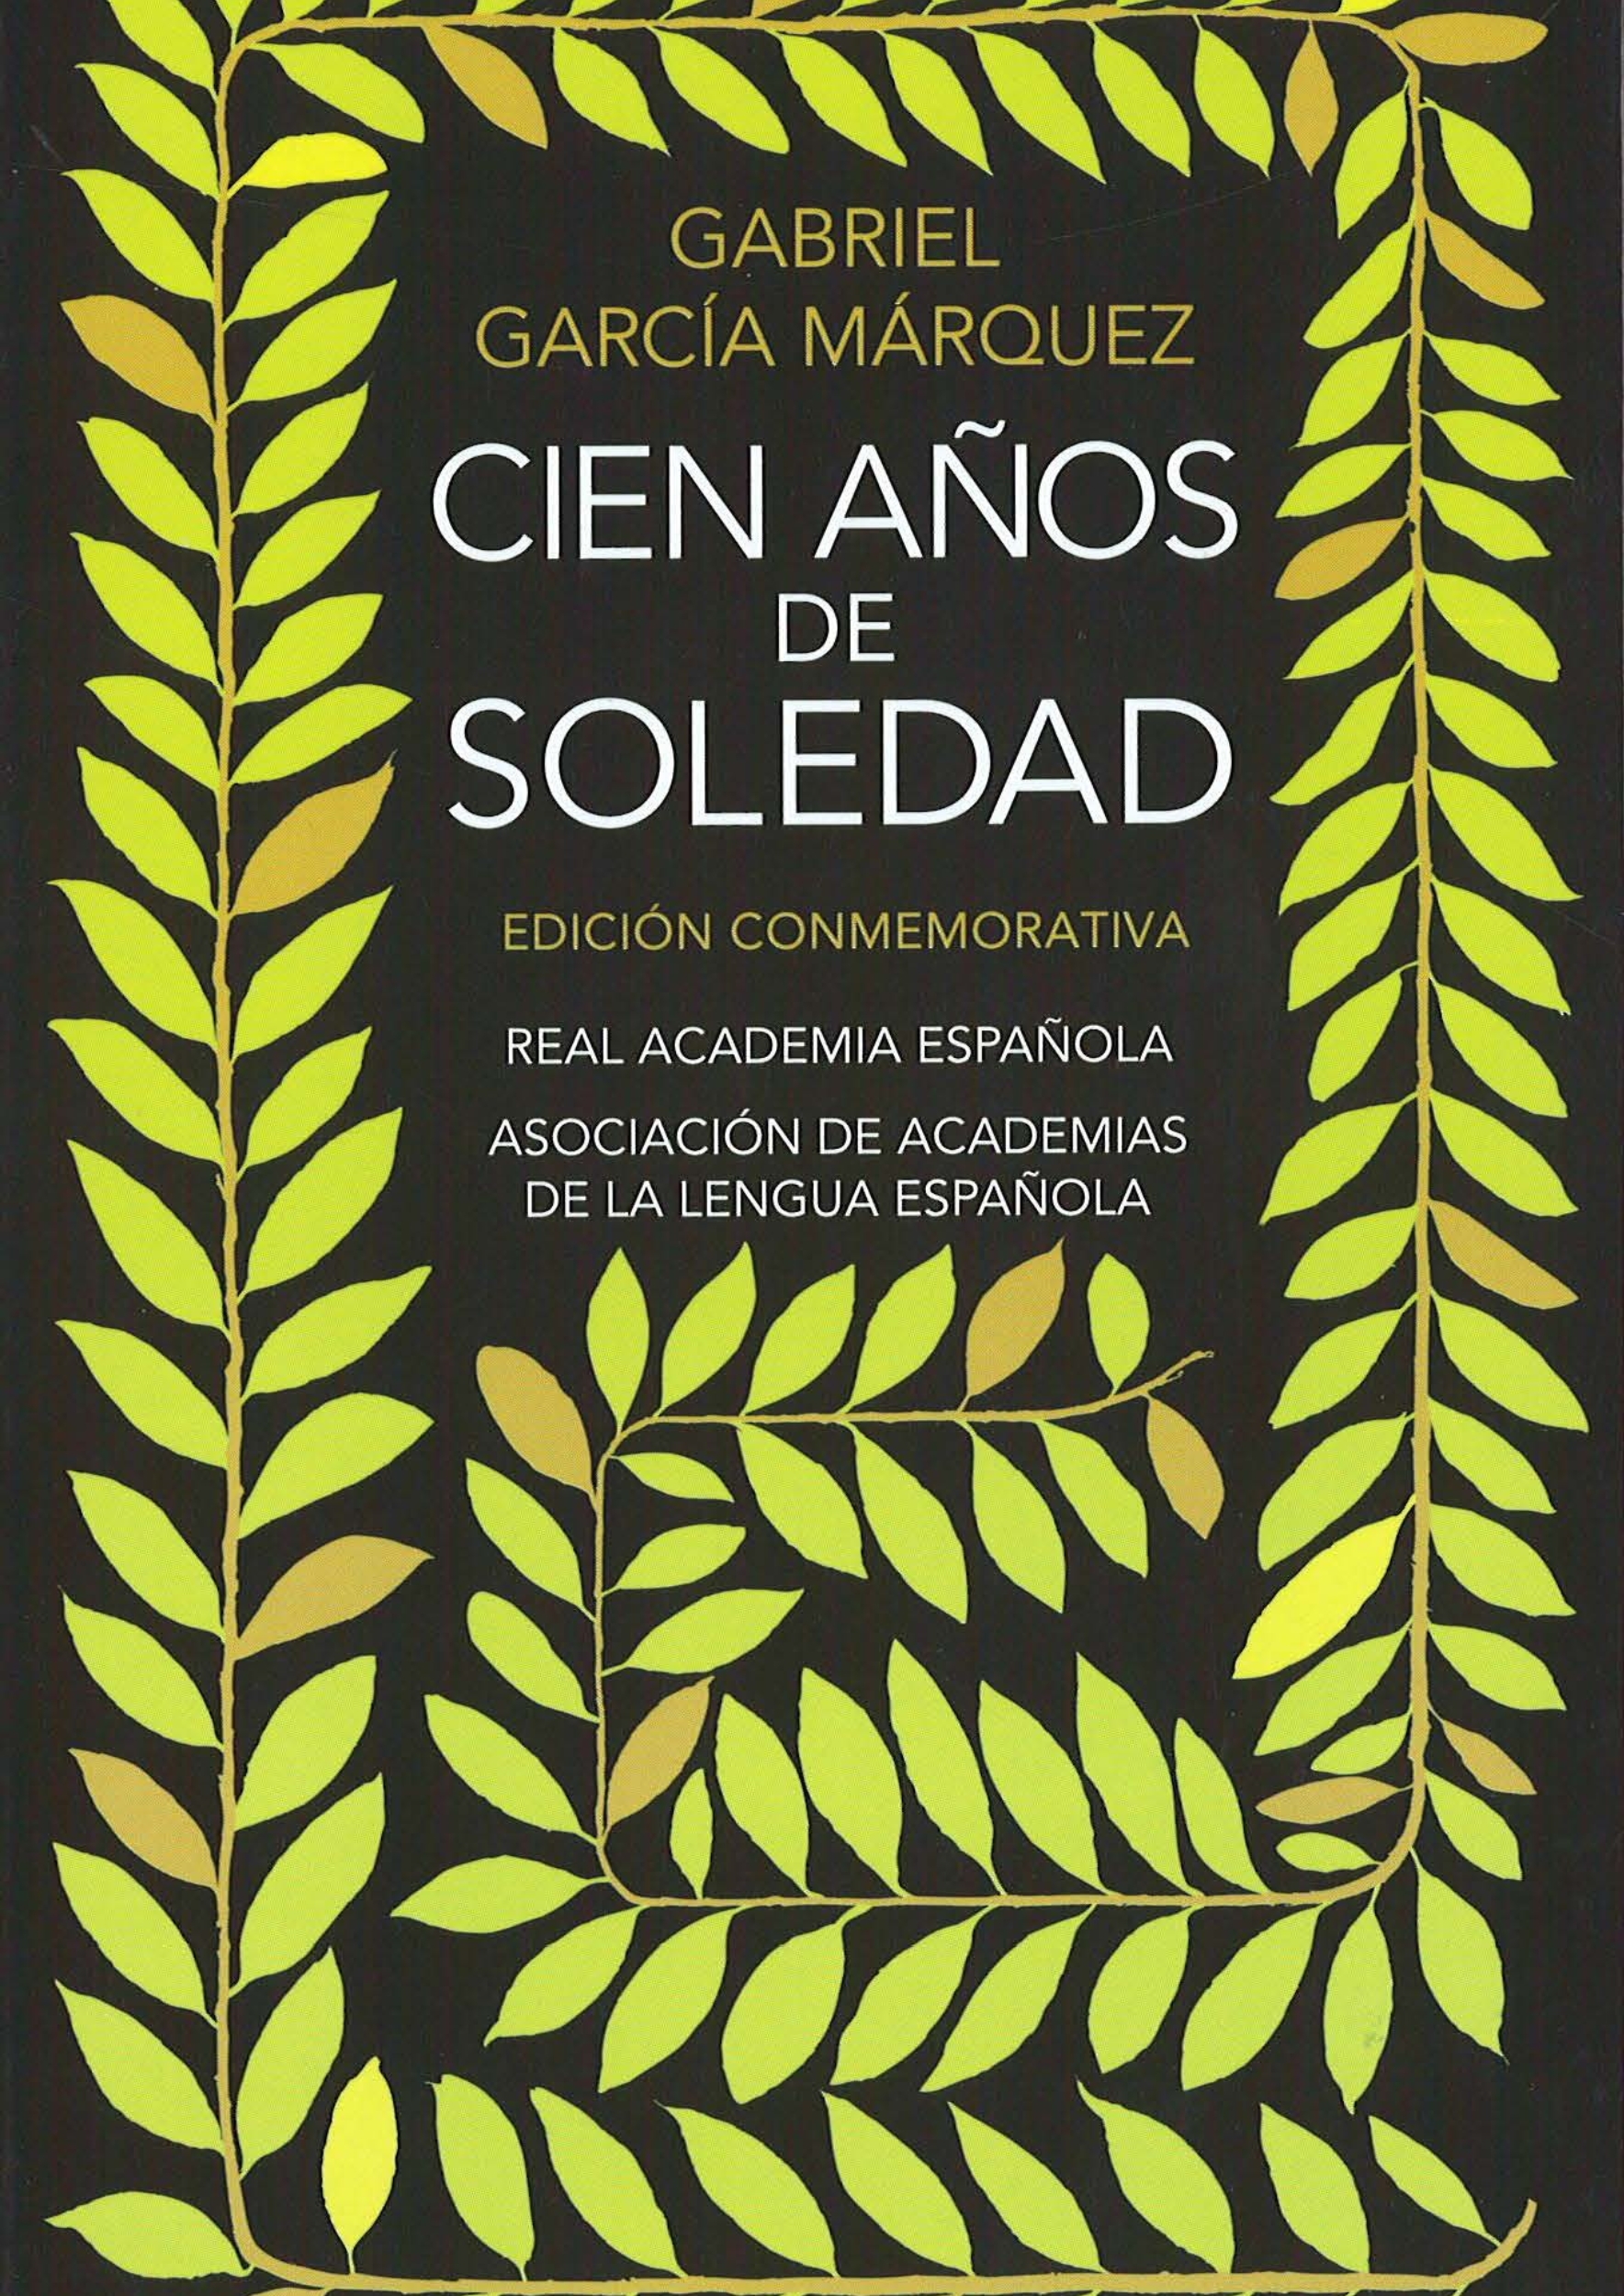 GABRIEL
GARCÍA MÁRQUEZ
CIEN AÑOS
DE
SOLEDAD
EDICIÓN CONMEMORATIVA
REAL ACADEMIA ESPAÑOLA
ASOCIACIÓN DE ACADEMIAS
DE LA LENGUA ESPAÑOLA